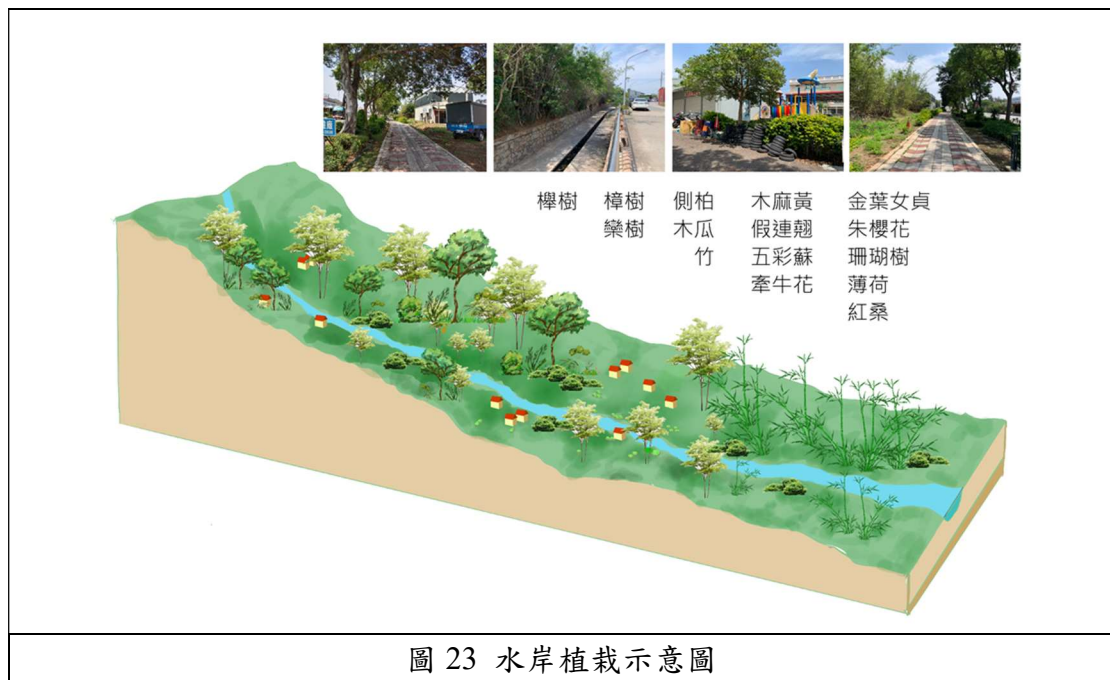 櫸樹 樟樹 側柏 木麻黃 金葉女貞
欒樹 木瓜 假連翹 朱櫻花
竹 五彩蘇 珊瑚樹
牽牛花 薄荷
紅桑
圖 23 水岸植栽示意圖